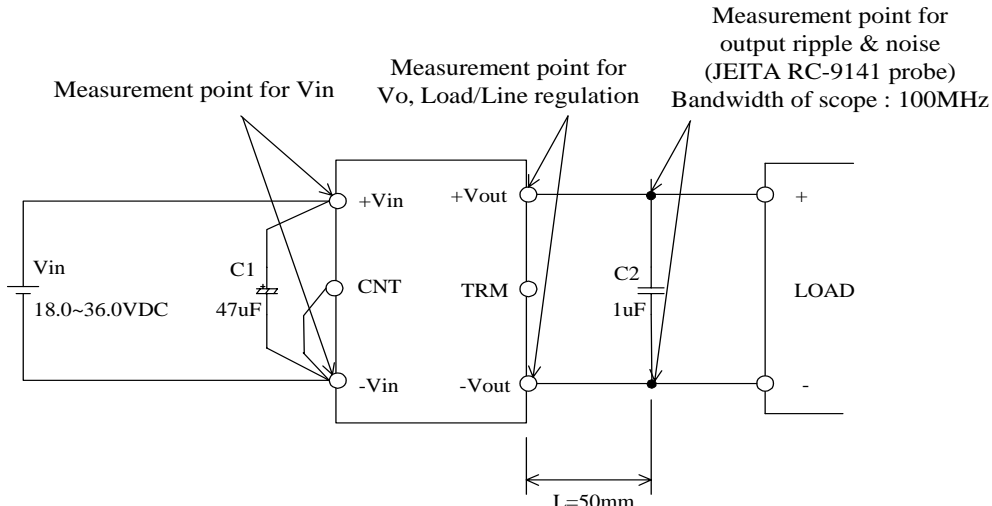 Measurement point for
output ripple & noise
(JEITA RC-9141 probe)
Bandwidth of scope : 100MHz
Measurement point for
Vo, Load/Line regulation
Measurement point for Vin
+Vin
+Vout
+
Vin
18.0~36.0VDC
C1
+
47uF
CNT
TRM
C2
1uF
LOAD
-Vin
-Vout
-
L=50mm